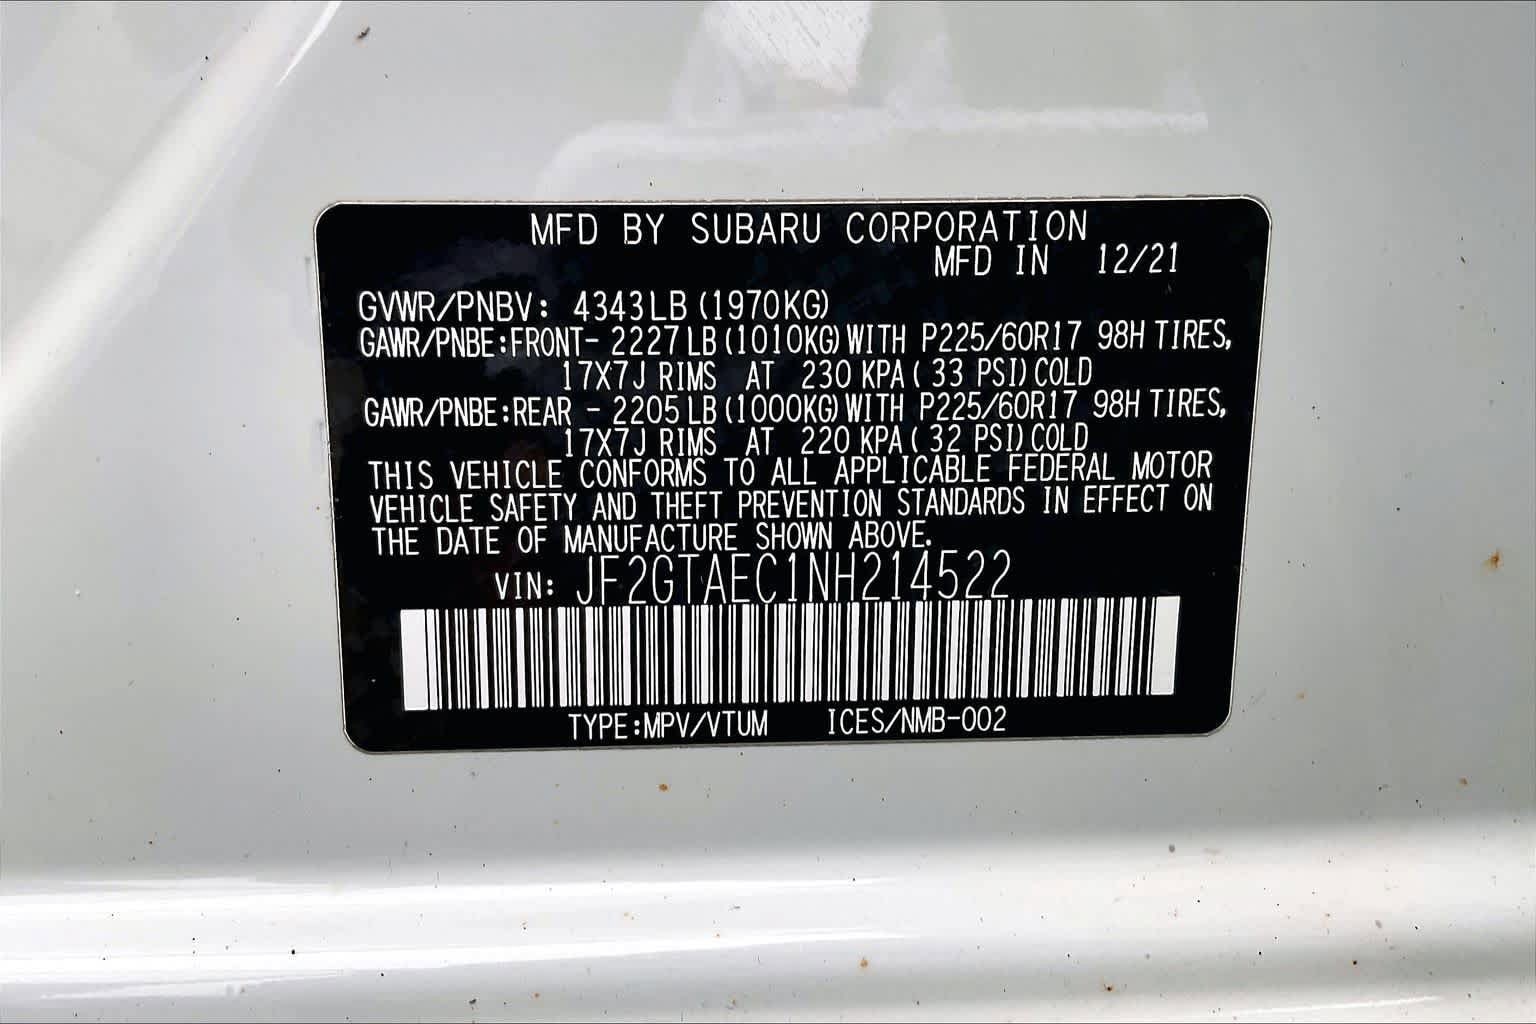 MFD BY SUBARU CORPORATION
MFD IN 12/21
GVWR/PNBV: 4343LB (1970KG)
GAWR/PNBE:FRONT- 2227LB (1010KG) WITH P225/60R17 98H TIRES,
17X7J RIMS AT 230 KPA ( 33 PSI) COLD
GAWR/PNBE:REAR - 2205LB (1000KG) WITH P225/60R17 98H TIRES,
17X7J RIMS AT 220 KPA ( 32 PSI) COLD
THIS VEHICLE CONFORMS TO ALL APPLICABLE FEDERAL MOTOR
VEHICLE SAFETY AND THEFT PREVENTION STANDARDS IN EFFECT ON
THE DATE OF MANUFACTURE SHOWN ABOVE.
VIN: JF2GTAEC1NH214522
TYPE:MPV/VTUM ICES/NMB-002